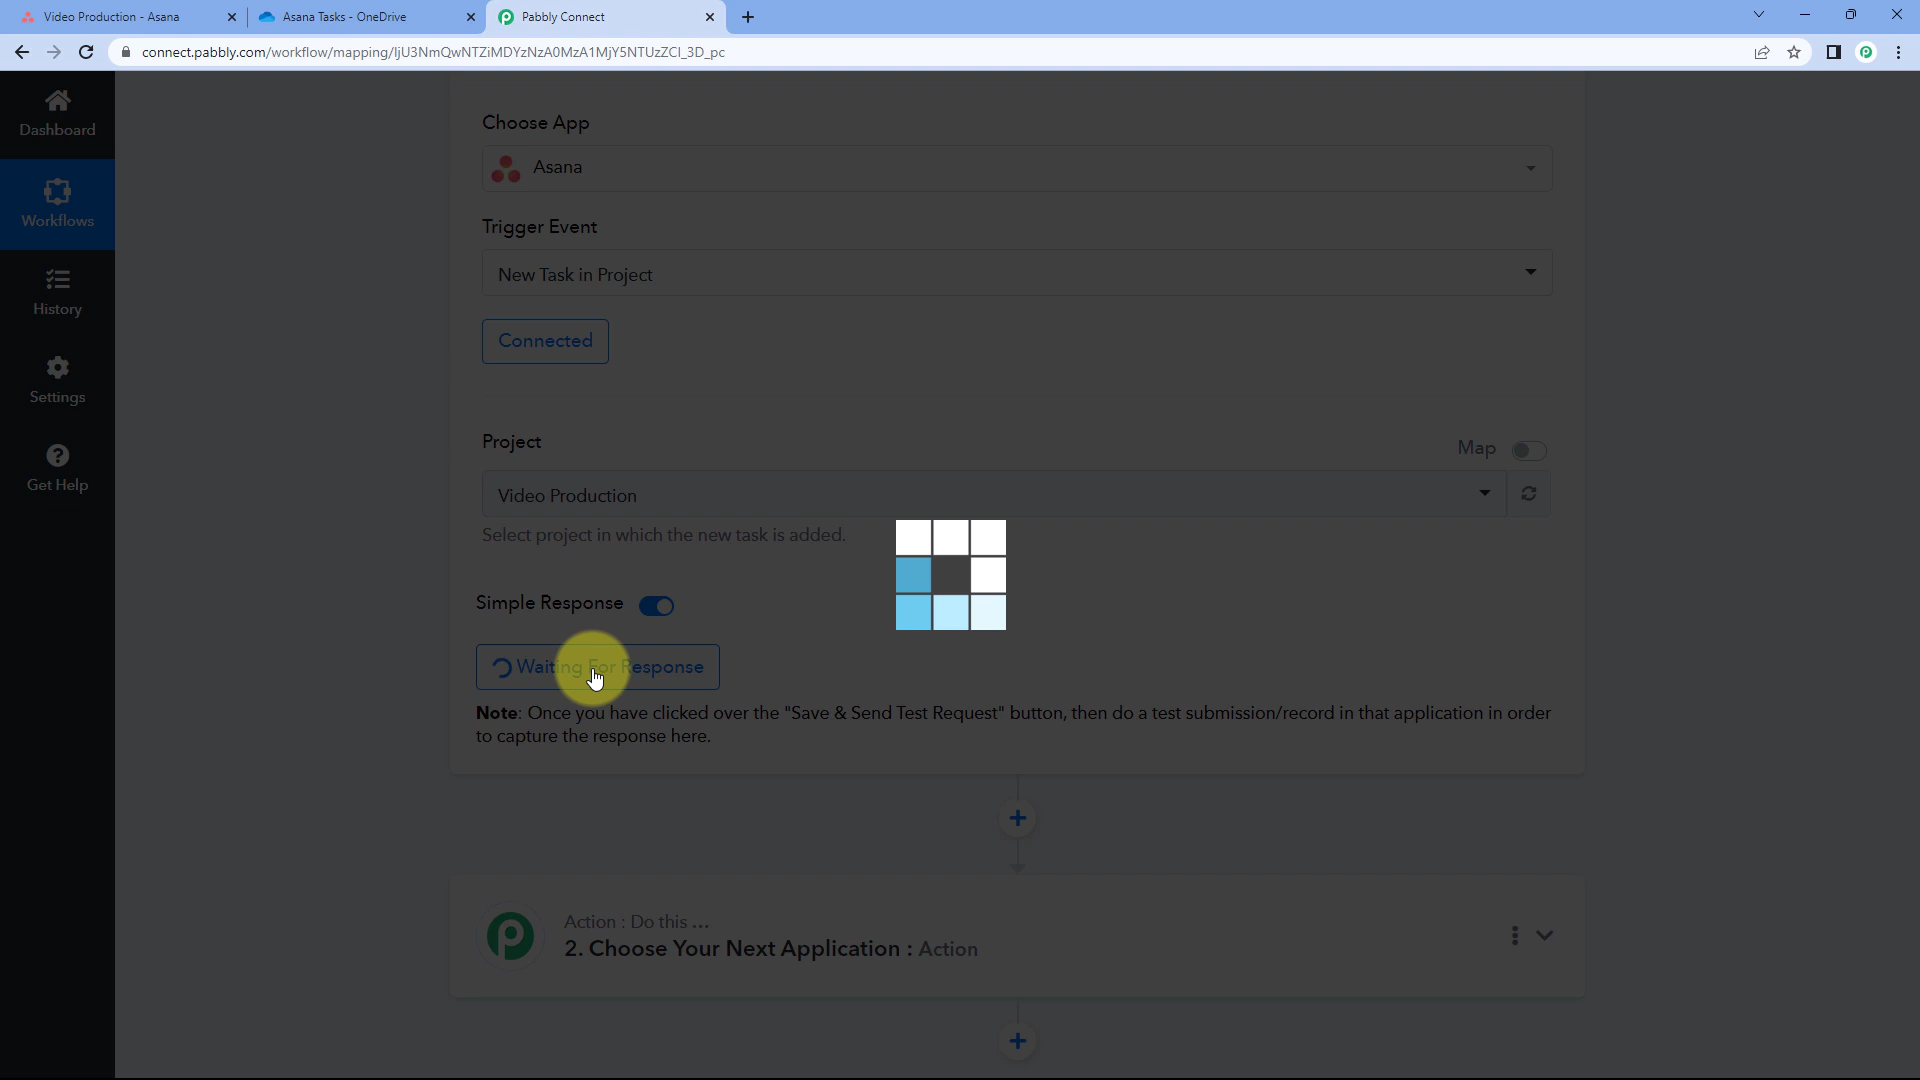 Video Production - Asana
Asana Tasks - OneDrive
Pabbly Connect
connect.pabbly.com/workflow/mapping/IjU3NmQwNTZiMDYzNzA0MzA1MjY5NTUzZCI_3D_pc
Dashboard
Workflows
History
Settings
Get Help
Choose App
Asana
Trigger Event
New Task in Project
Connected
Project
Map
Video Production
Select project in which the new task is added.
Simple Response
Waiting For Response
Note: Once you have clicked over the "Save & Send Test Request" button, then do a test submission/record in that application in order
to capture the response here.
Action : Do this ...
2. Choose Your Next Application : Action